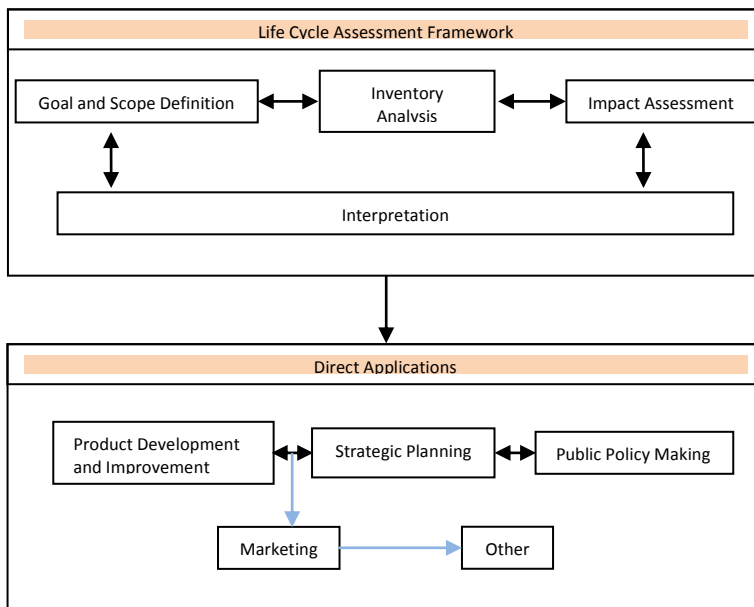 Life Cycle Assessment Framework
Goal and Scope Definition
Inventory
Analysis
Impact Assessment
Interpretation
Direct Applications
Product Development
and Improvement
Strategic Planning
Public Policy Making
Marketing
Other